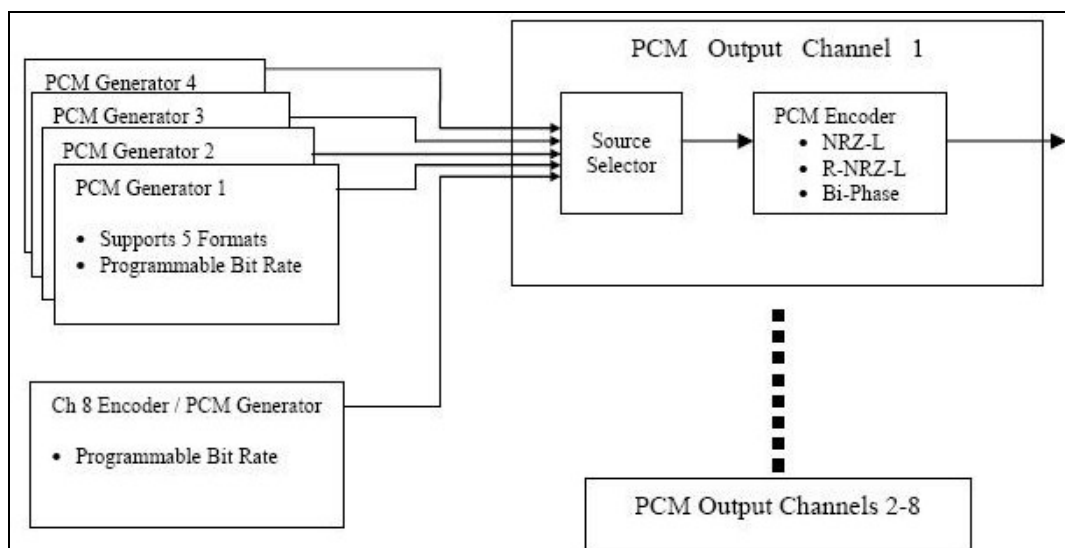 PCM Generator 4
PCM Generator 3
PCM Generator 2
PCM Generator 1
• Supports 5 Formats
• Programmable Bit Rate
Ch 8 Encoder / PCM Generator
• Programmable Bit Rate
PCM Output Channel 1
Source
Selector
PCM Encoder
• NRZ-L
• R-NRZ-L
• Bi-Phase
PCM Output Channels 2-8